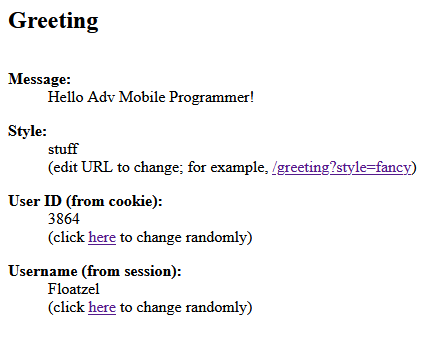 Greeting
Message:
Hello Adv Mobile Programmer!
Style:
stuff
(edit URL to change; for example, /greeting?style=fancy)
User ID (from cookie):
3864
(click here to change randomly)
Username (from session):
Floatzel
(click here to change randomly)